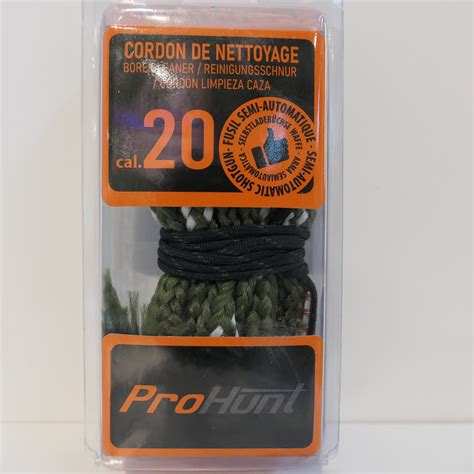 CORDON DE NETTOYAGE
BORE CLEANER / REINIGUNGSSCHNUR
/ CORDÓN LIMPIEZA CAZA
cal. 20
FUSIL SEMI-AUTOMATIQUE - SEMI-AUTOMATIC SHOTGUN -
SELBSTLADEBÜCHSE WAFFE - ARMA SEMIAUTOMATICA -
ProHunt